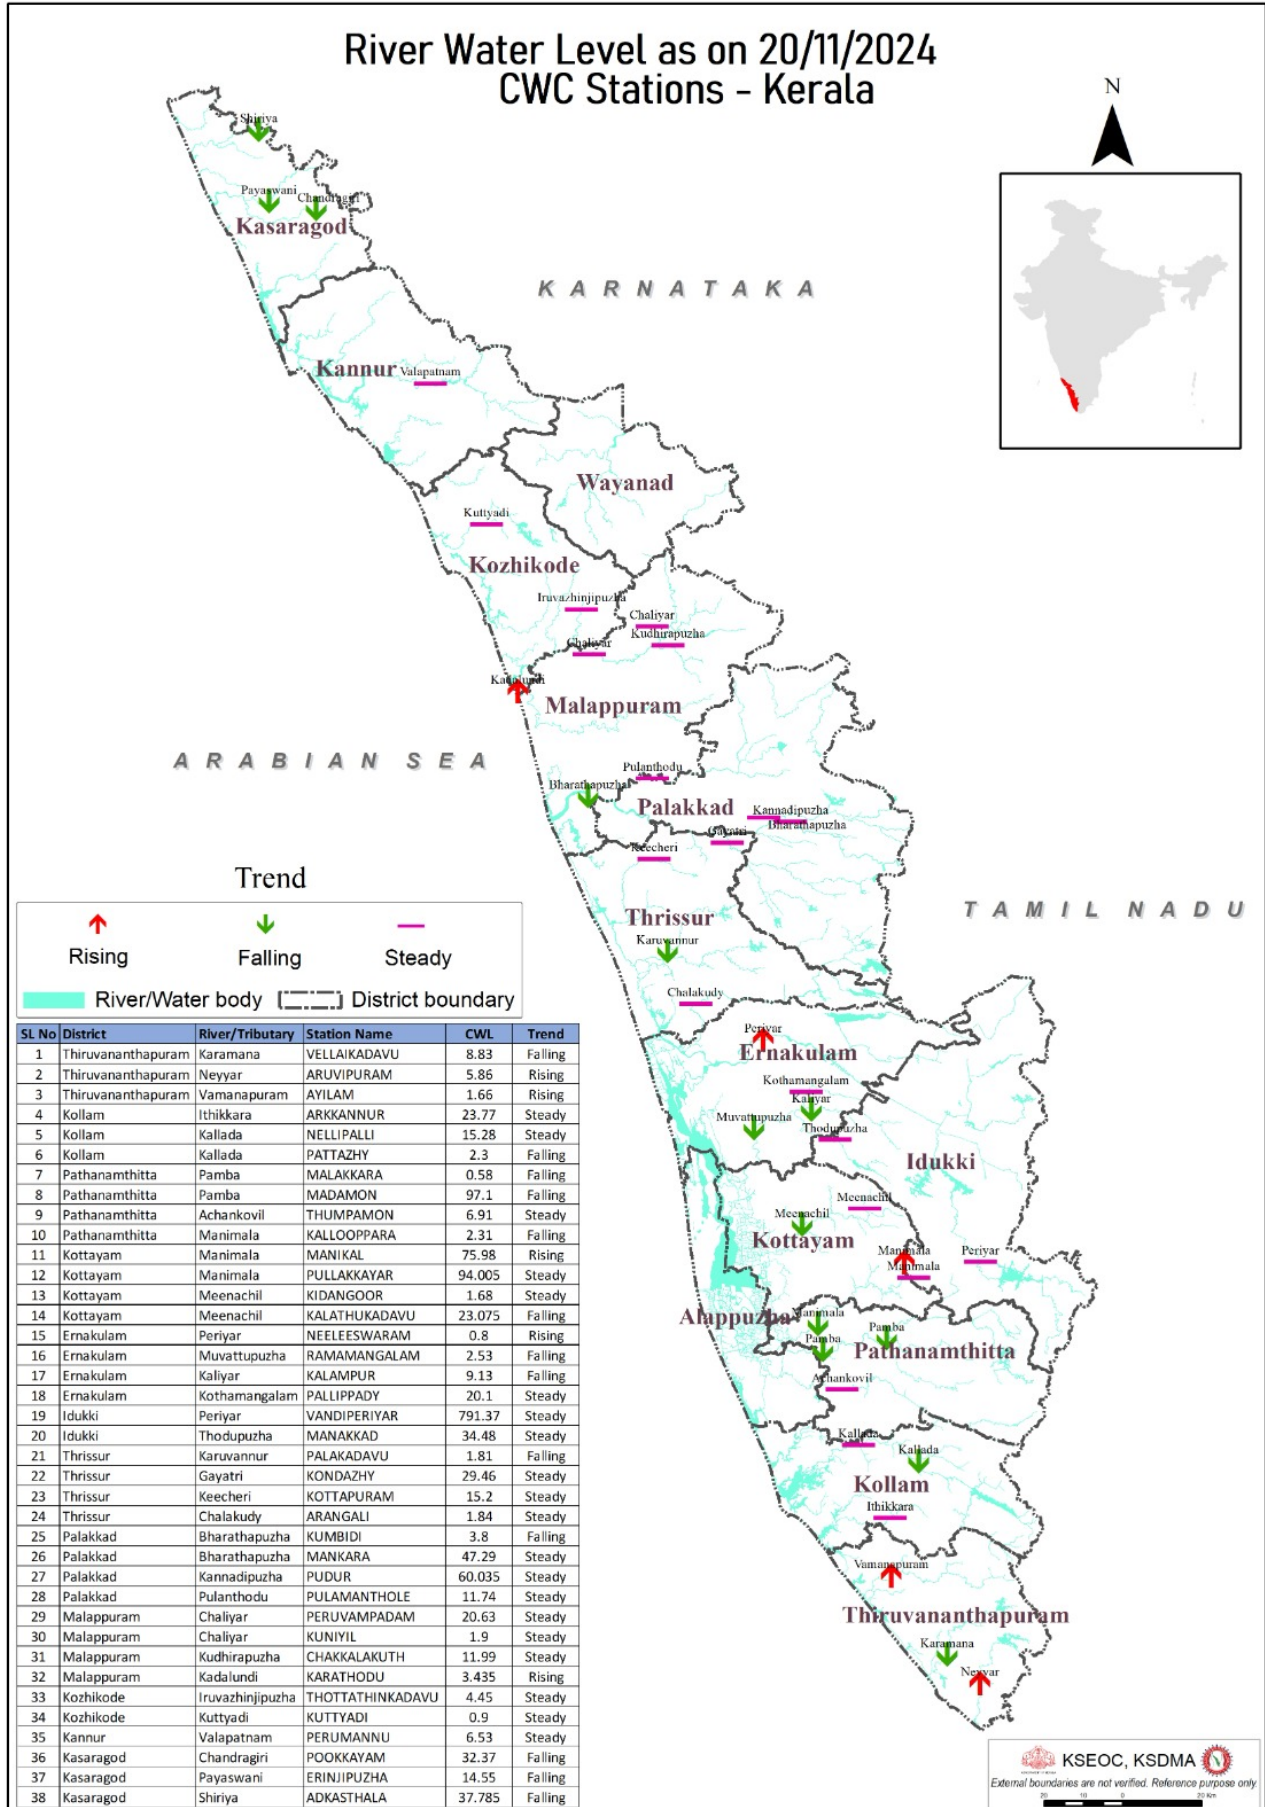 River Water Level as on 20/11/2024
CWC Stations - Kerala
N
Shiriya
Payaswani
Chandragiri
Kasaragod
KARNATAKA
Kannur
Valapatnam
Wayanad
Kuttyadi
Kozhikode
Iruvazhinjipuzha
Chaliyar
Kudhirapuzha
Chaliyar
Kadalundi
Malappuram
ARABIAN SEA
Pulanthodu
Bharathapuzha
Palakkad
Kannadipuzha
Bharathapuzha
Gayatri
Keecheri
Thrissur
TAMIL NADU
Karuvannur
Chalakudy
Periyar
Ernakulam
Kothamangalam
Kaliyar
Muvattupuzha
Thodupuzha
Idukki
Meenachil
Meenachil
Kottayam
Manimala
Manimala
Periyar
Alappuzha
Manimala
Pamba
Pamba
Pathanamthitta
Achankovil
Kallada
Kallada
Kollam
Ithikkara
Vamanapuram
Thiruvananthapuram
Karamana
Neyyar
Trend
Rising Falling Steady
River/Water body District boundary
SL No District River/Tributary Station Name CWL Trend
1 Thiruvananthapuram Karamana VELLAIKADAVU 8.83 Falling
2 Thiruvananthapuram Neyyar ARUVIPURAM 5.86 Rising
3 Thiruvananthapuram Vamanapuram AYILAM 1.66 Rising
4 Kollam Ithikkara ARKKANNUR 23.77 Steady
5 Kollam Kallada NELLIPALLI 15.28 Steady
6 Kollam Kallada PATTAZHY 2.3 Falling
7 Pathanamthitta Pamba MALAKKARA 0.58 Falling
8 Pathanamthitta Pamba MADAMON 97.1 Falling
9 Pathanamthitta Achankovil THUMPAMON 6.91 Steady
10 Pathanamthitta Manimala KALLOOPPARA 2.31 Falling
11 Kottayam Manimala MANIKAL 75.98 Rising
12 Kottayam Manimala PULLAKKAYAR 94.005 Steady
13 Kottayam Meenachil KIDANGOOR 1.68 Steady
14 Kottayam Meenachil KALATHUKADAVU 23.075 Falling
15 Ernakulam Periyar NEELEESWARAM 0.8 Rising
16 Ernakulam Muvattupuzha RAMAMANGALAM 2.53 Falling
17 Ernakulam Kaliyar KALAMPUR 9.13 Falling
18 Ernakulam Kothamangalam PALLIPPADY 20.1 Steady
19 Idukki Periyar VANDIPERIYAR 791.37 Steady
20 Idukki Thodupuzha MANAKKAD 34.48 Steady
21 Thrissur Karuvannur PALAKADAVU 1.81 Falling
22 Thrissur Gayatri KONDAZHY 29.46 Steady
23 Thrissur Keecheri KOTTAPURAM 15.2 Steady
24 Thrissur Chalakudy ARANGALI 1.84 Steady
25 Palakkad Bharathapuzha KUMBIDI 3.8 Falling
26 Palakkad Bharathapuzha MANKARA 47.29 Steady
27 Palakkad Kannadipuzha PUDUR 60.035 Steady
28 Palakkad Pulanthodu PULAMANTHOLE 11.74 Steady
29 Malappuram Chaliyar PERUVAMPADAM 20.63 Steady
30 Malappuram Chaliyar KUNIYIL 1.9 Steady
31 Malappuram Kudhirapuzha CHAKKALAKUTH 11.99 Steady
32 Malappuram Kadalundi KARATHODU 3.435 Rising
33 Kozhikode Iruvazhinjipuzha THOTTATHINKADAVU 4.45 Steady
34 Kozhikode Kuttyadi KUTTYADI 0.9 Steady
35 Kannur Valapatnam PERUMANNU 6.53 Steady
36 Kasaragod Chandragiri POOKKAYAM 32.37 Falling
37 Kasaragod Payaswani ERINJIPUZHA 14.55 Falling
38 Kasaragod Shiriya ADKASTHALA 37.785 Falling
KSEOC, KSDMA
External boundaries are not verified. Reference purpose only
20 10 0 20 Km